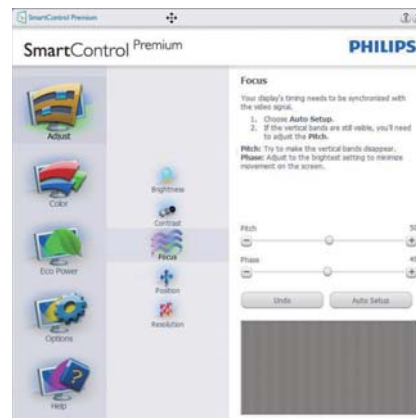 SmartControl Premium
SmartControl Premium
PHILIPS
Adjust
Color
Eco Power
Options
Help
Brightness
Contrast
Focus
Position
Resolution
Focus
Your display's timing needs to be synchronized with
the video signal.
1. Choose Auto Setup.
2. If the vertical bands are still visible, you'll need
to adjust the Pitch.
Pitch: Try to make the vertical bands disappear.
Phase: Adjust to the brightest setting to minimize
movement on the screen.
Pitch
Phase
Undo
Auto Setup